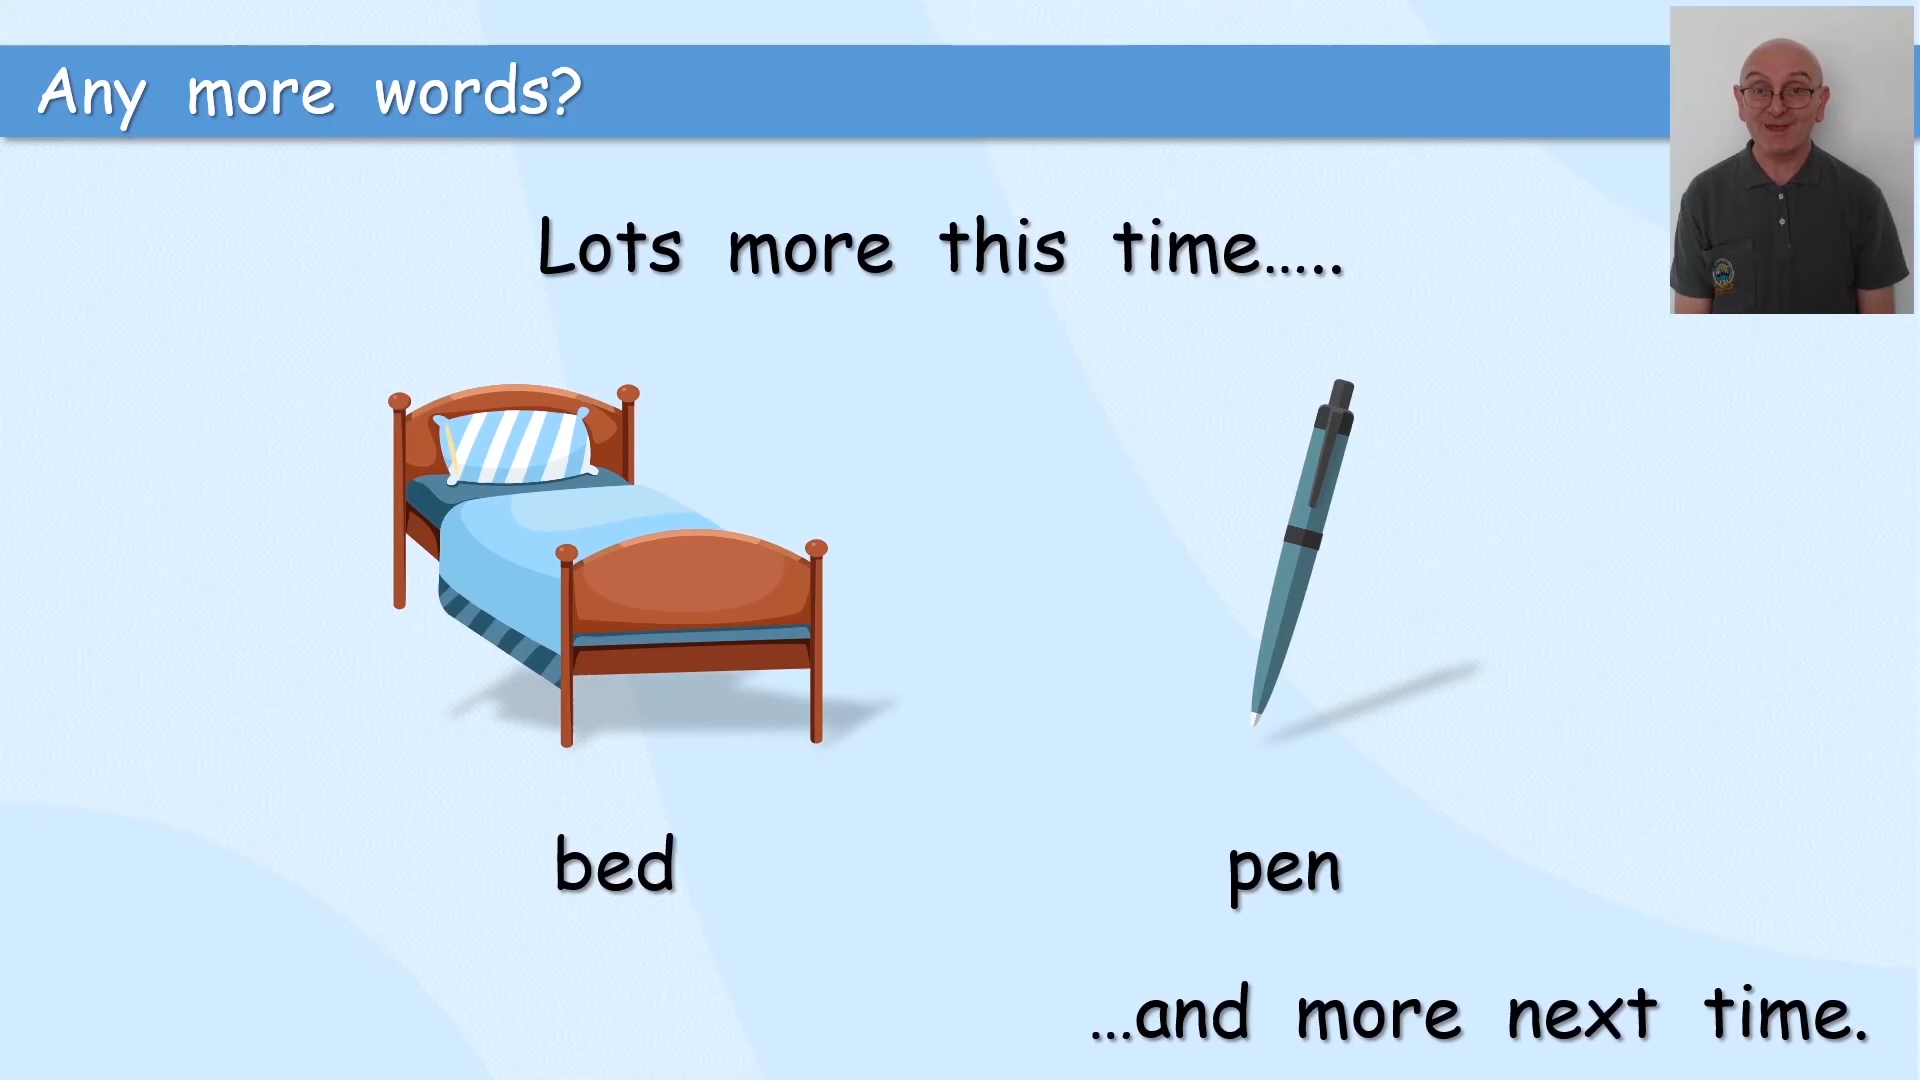 Any more words?
Lots more this time…..
bed
pen
…and more next time.